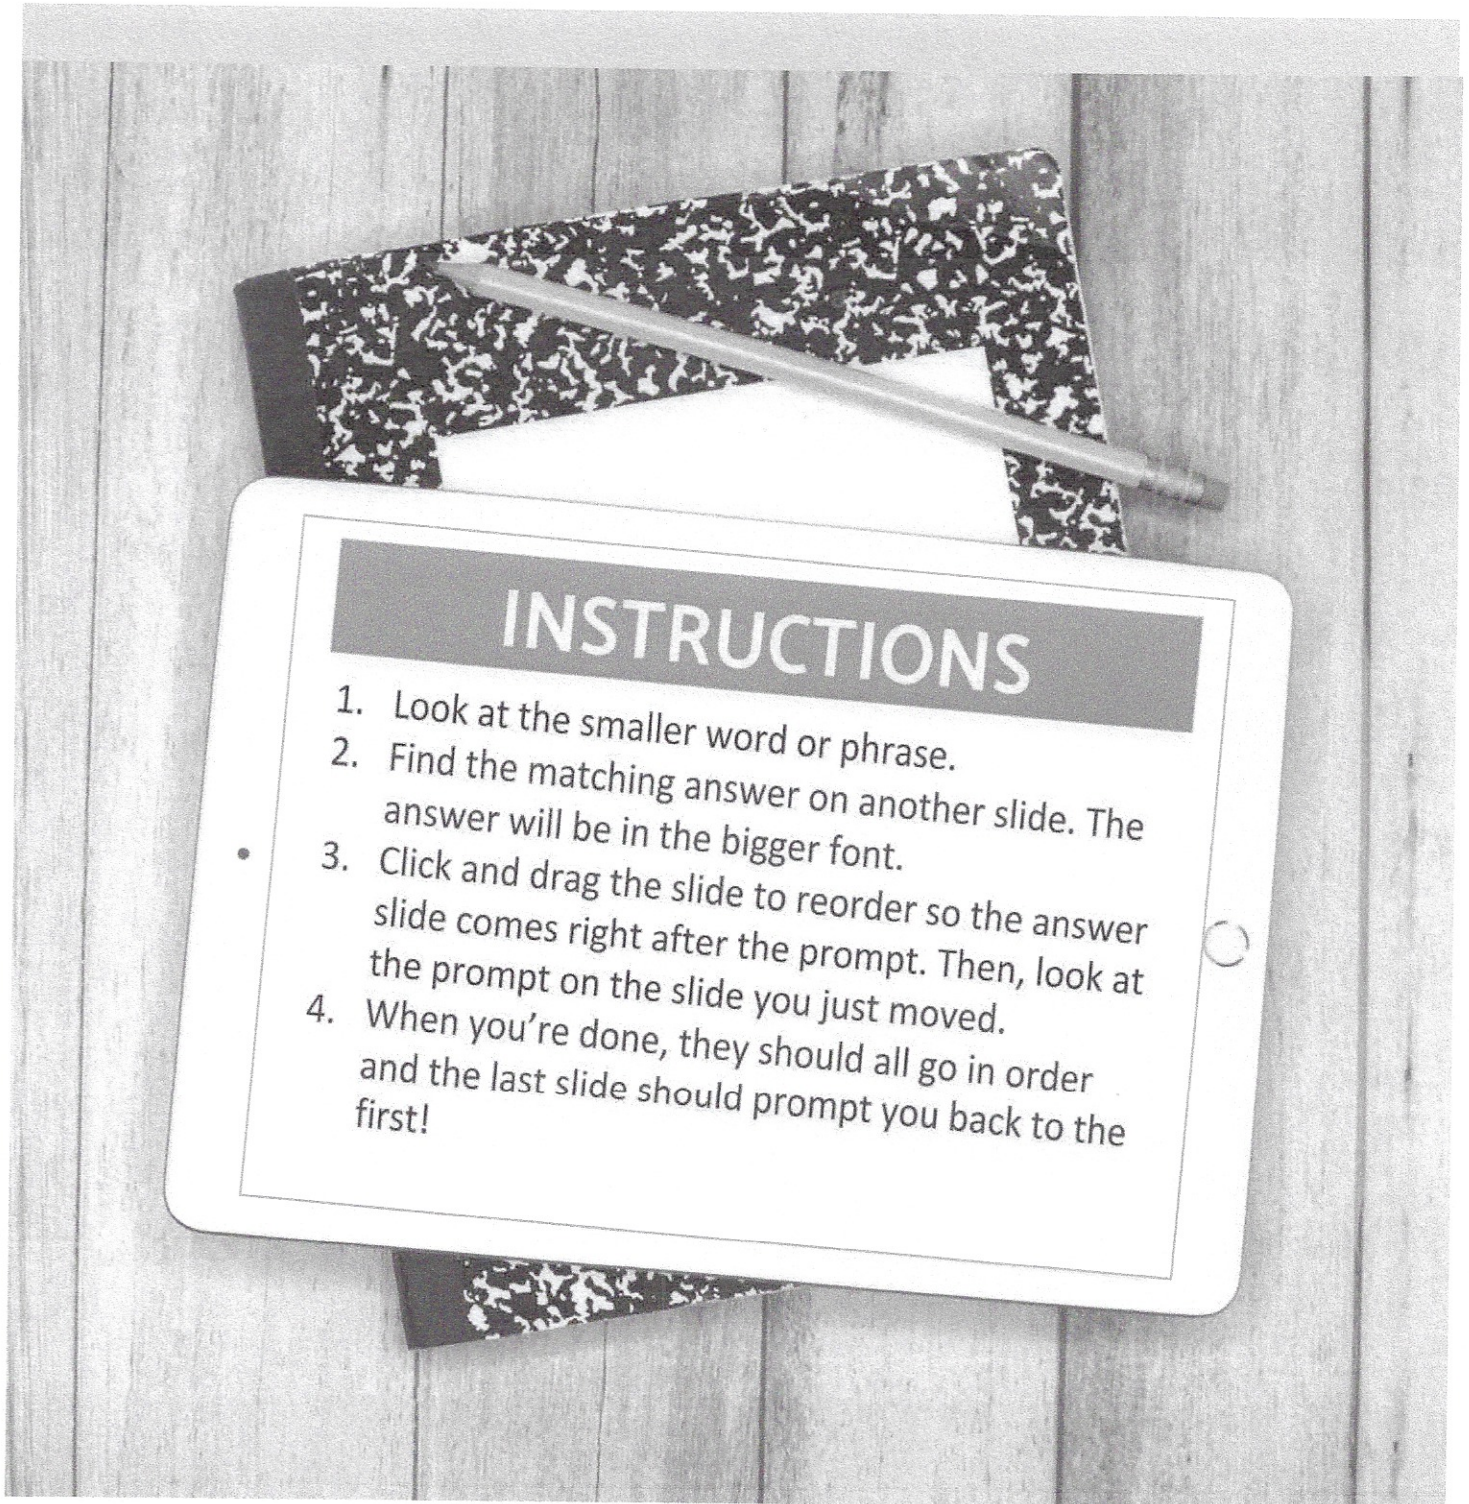 INSTRUCTIONS
1. Look at the smaller word or phrase.
2. Find the matching answer on another slide. The
answer will be in the bigger font.
3. Click and drag the slide to reorder so the answer
slide comes right after the prompt. Then, look at
the prompt on the slide you just moved.
4. When you're done, they should all go in order
and the last slide should prompt you back to the
first!